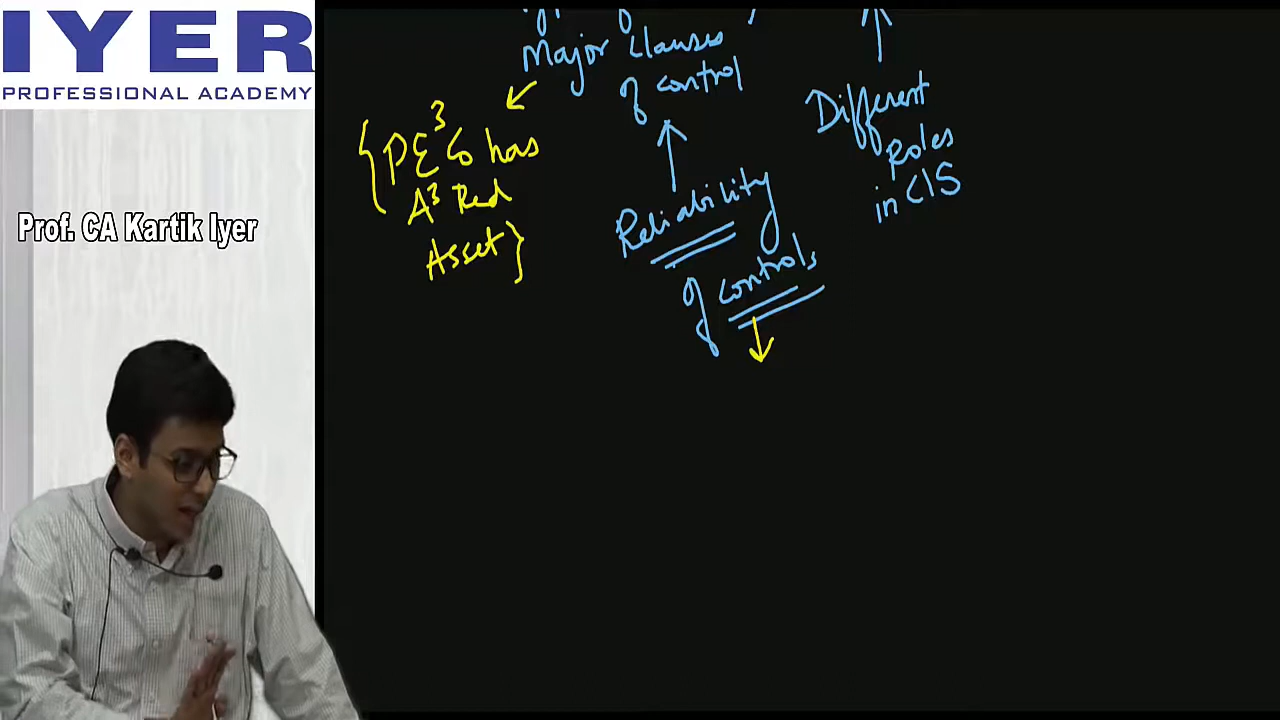 IYER
PROFESSIONAL ACADEMY
Prof. CA Kartik Iyer
Major Clauses
of control
{PE³G has
A³ Red
Asset}
Reliability
of controls
Different
Roles
in CIS